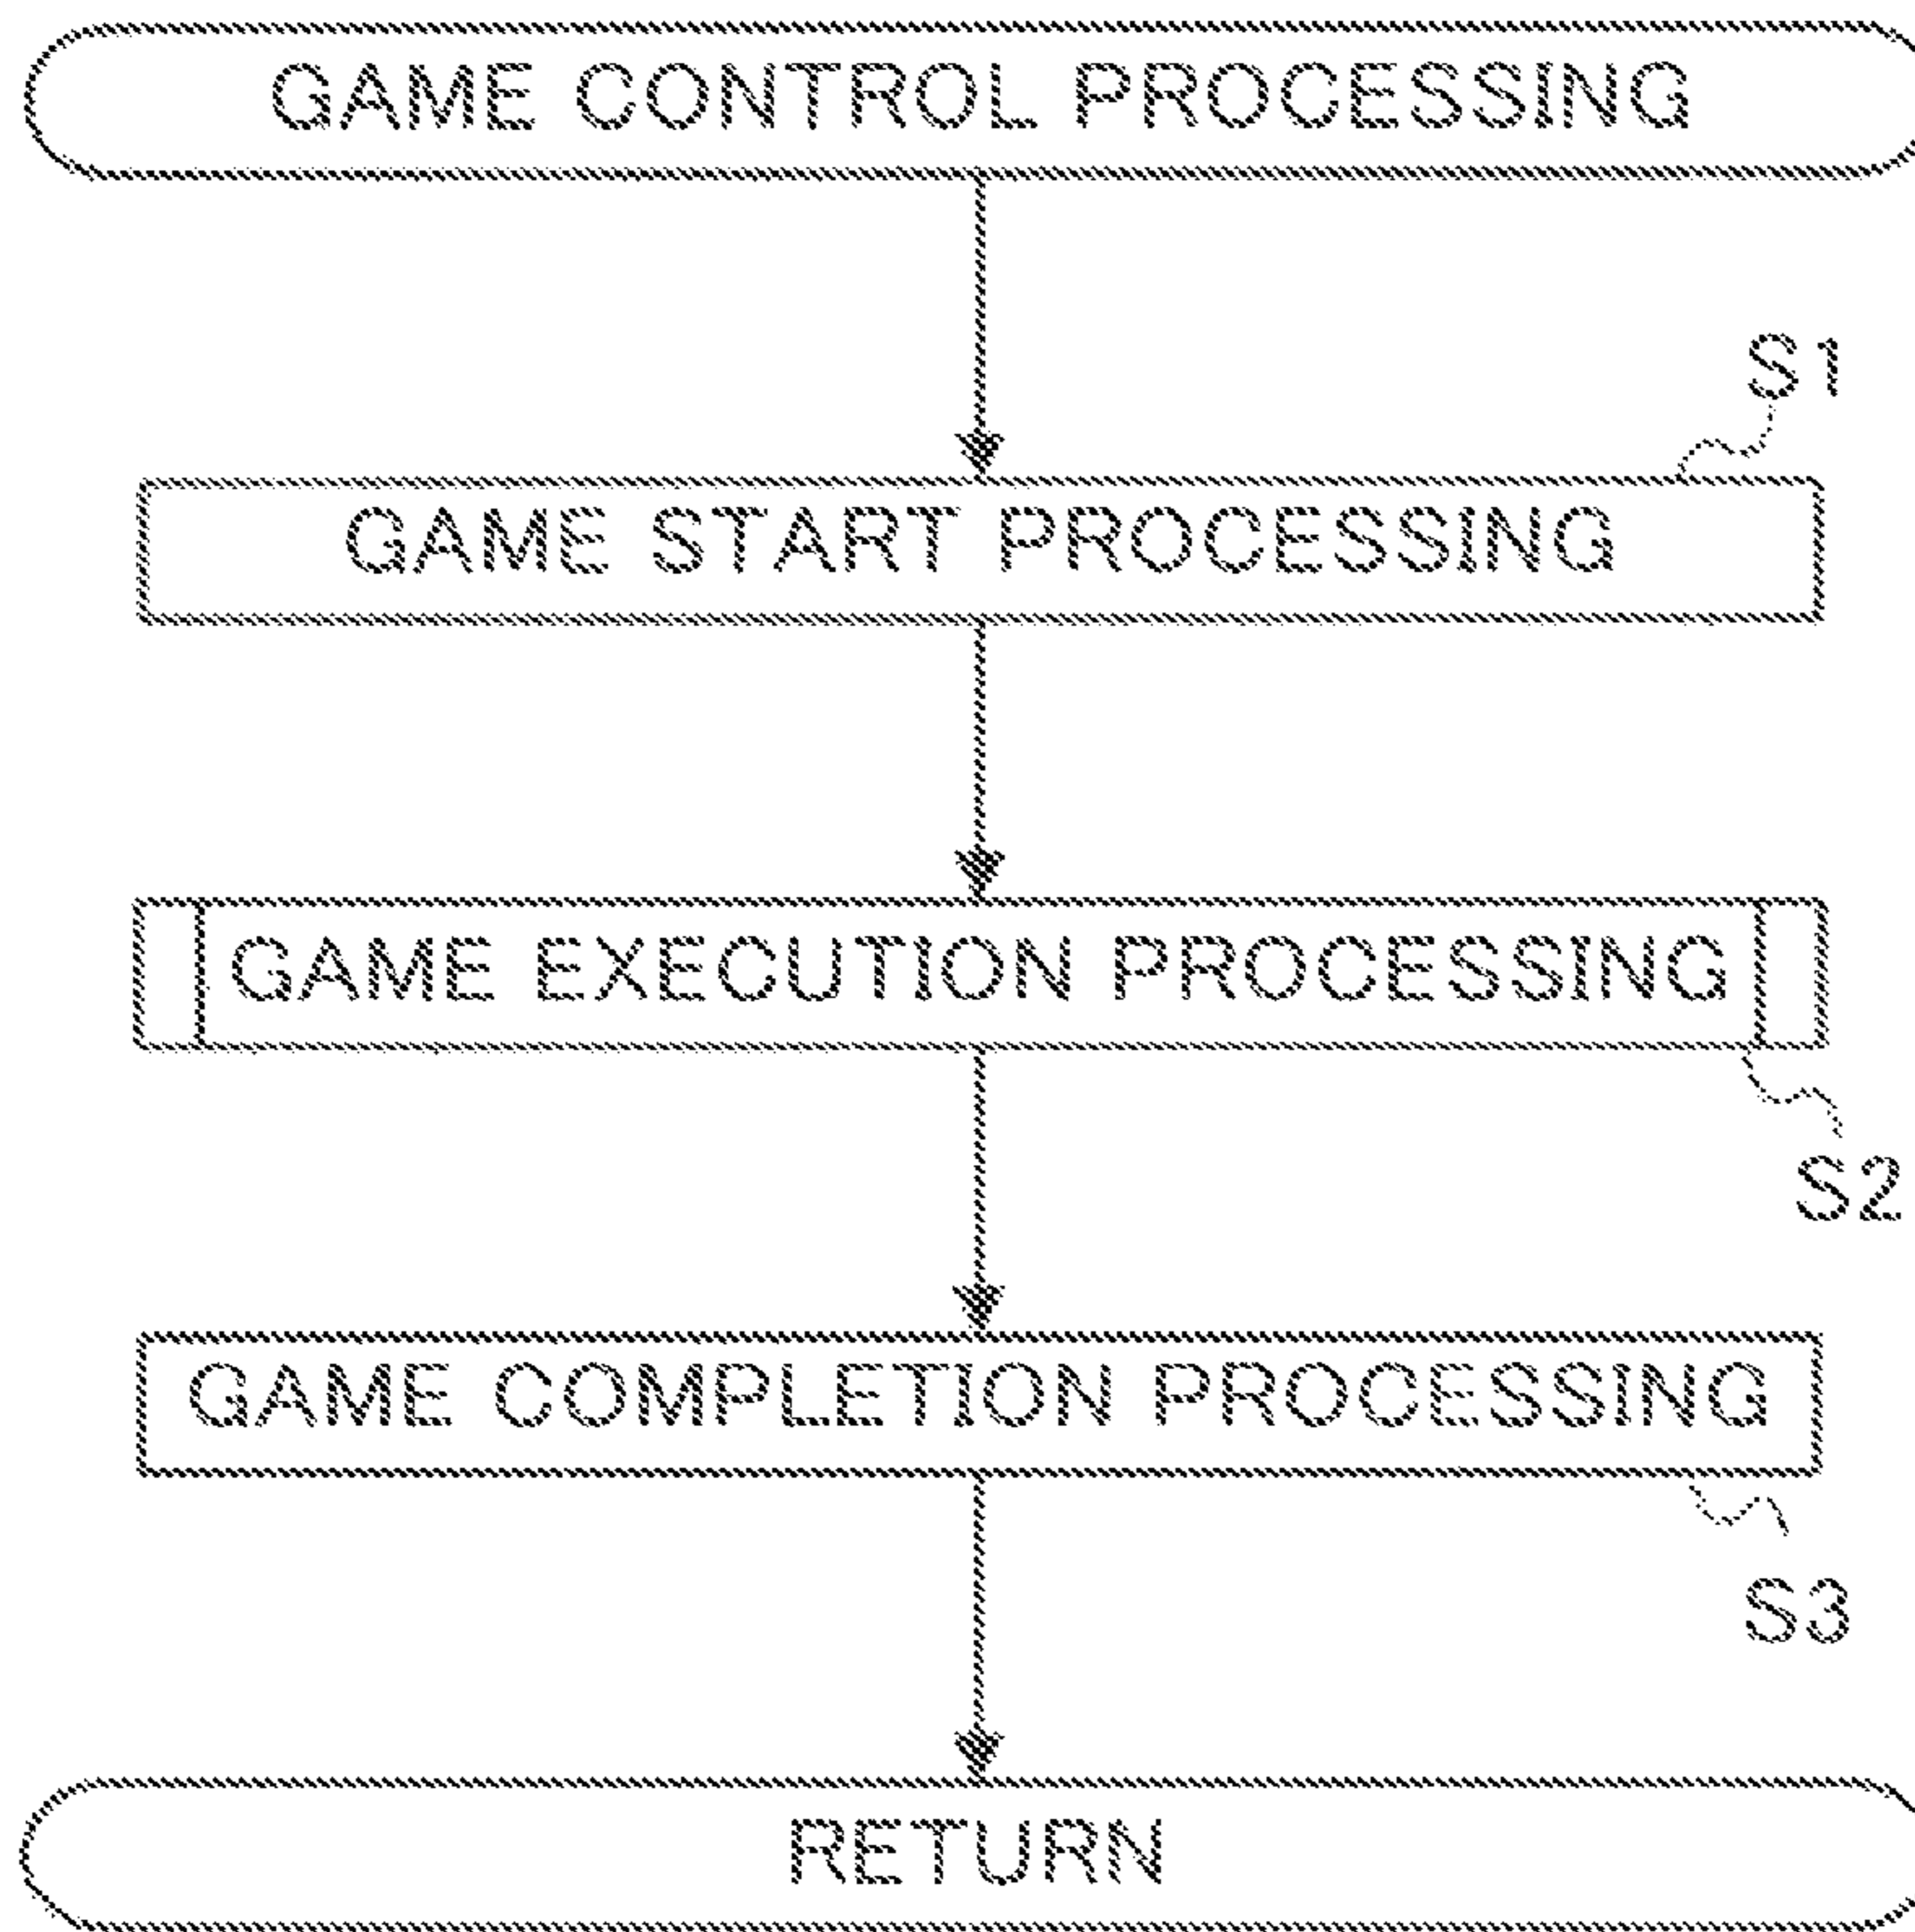 GAME CONTROL PROCESSING
S1
GAME START PROCESSING
GAME EXECUTION PROCESSING
S2
GAME COMPLETION PROCESSING
S3
RETURN